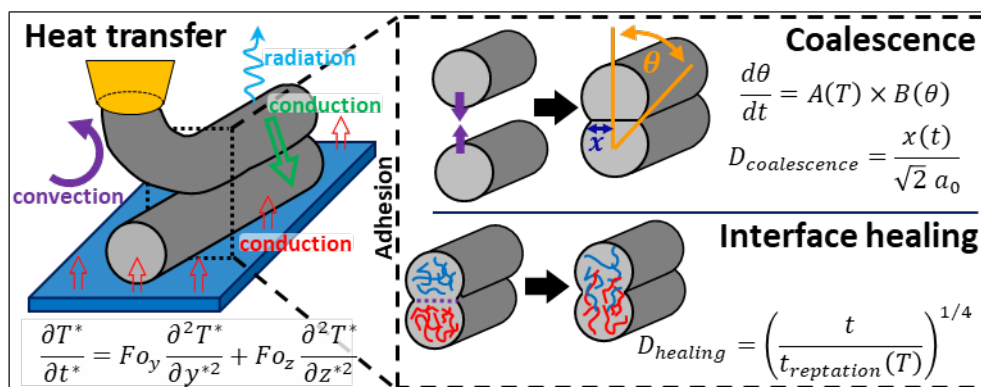 Heat transfer
radiation
conduction
convection
conduction
∂T*/∂t* = Fo_y ∂²T*/∂y*² + Fo_z ∂²T*/∂z*²
Adhesion
Coalescence
θ
x
dθ/dt = A(T) × B(θ)
D_coalescence = x(t)/(√2 a_0)
Interface healing
D_healing = (t/t_reptation(T))^1/4